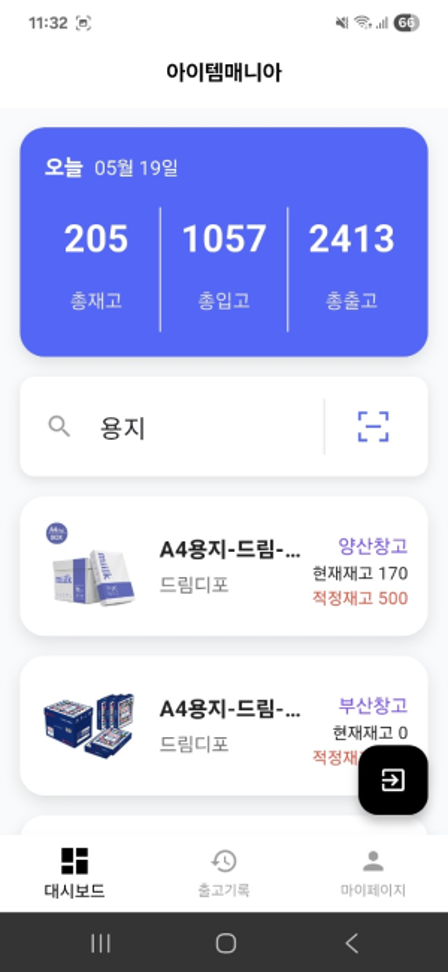 11:32
66
아이템매니아
오늘 05월 19일
205 1057 2413
총재고 총입고 총출고
용지
A4용지-드림-...
양산창고
드림디포
현재재고 170
적정재고 500
milk
BOX
A4용지-드림-...
부산창고
드림디포
현재재고 0
적정재
대시보드 출고기록 마이페이지